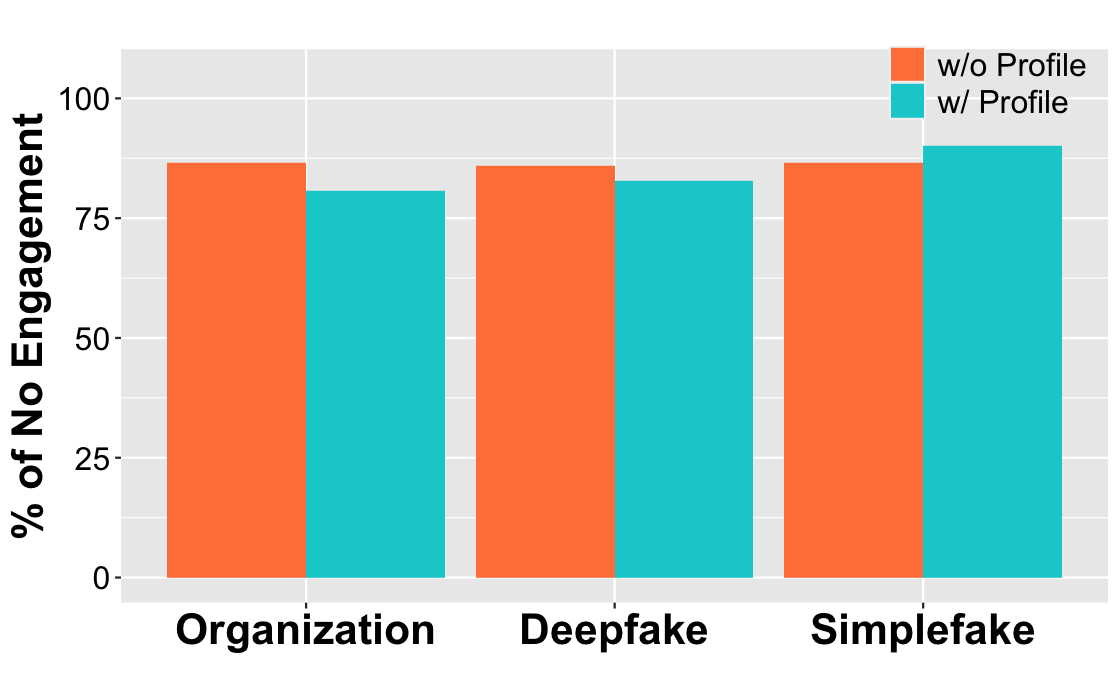 w/o Profile
w/ Profile
% of No Engagement
100
75
50
25
0
Organization
Deepfake
Simplefake